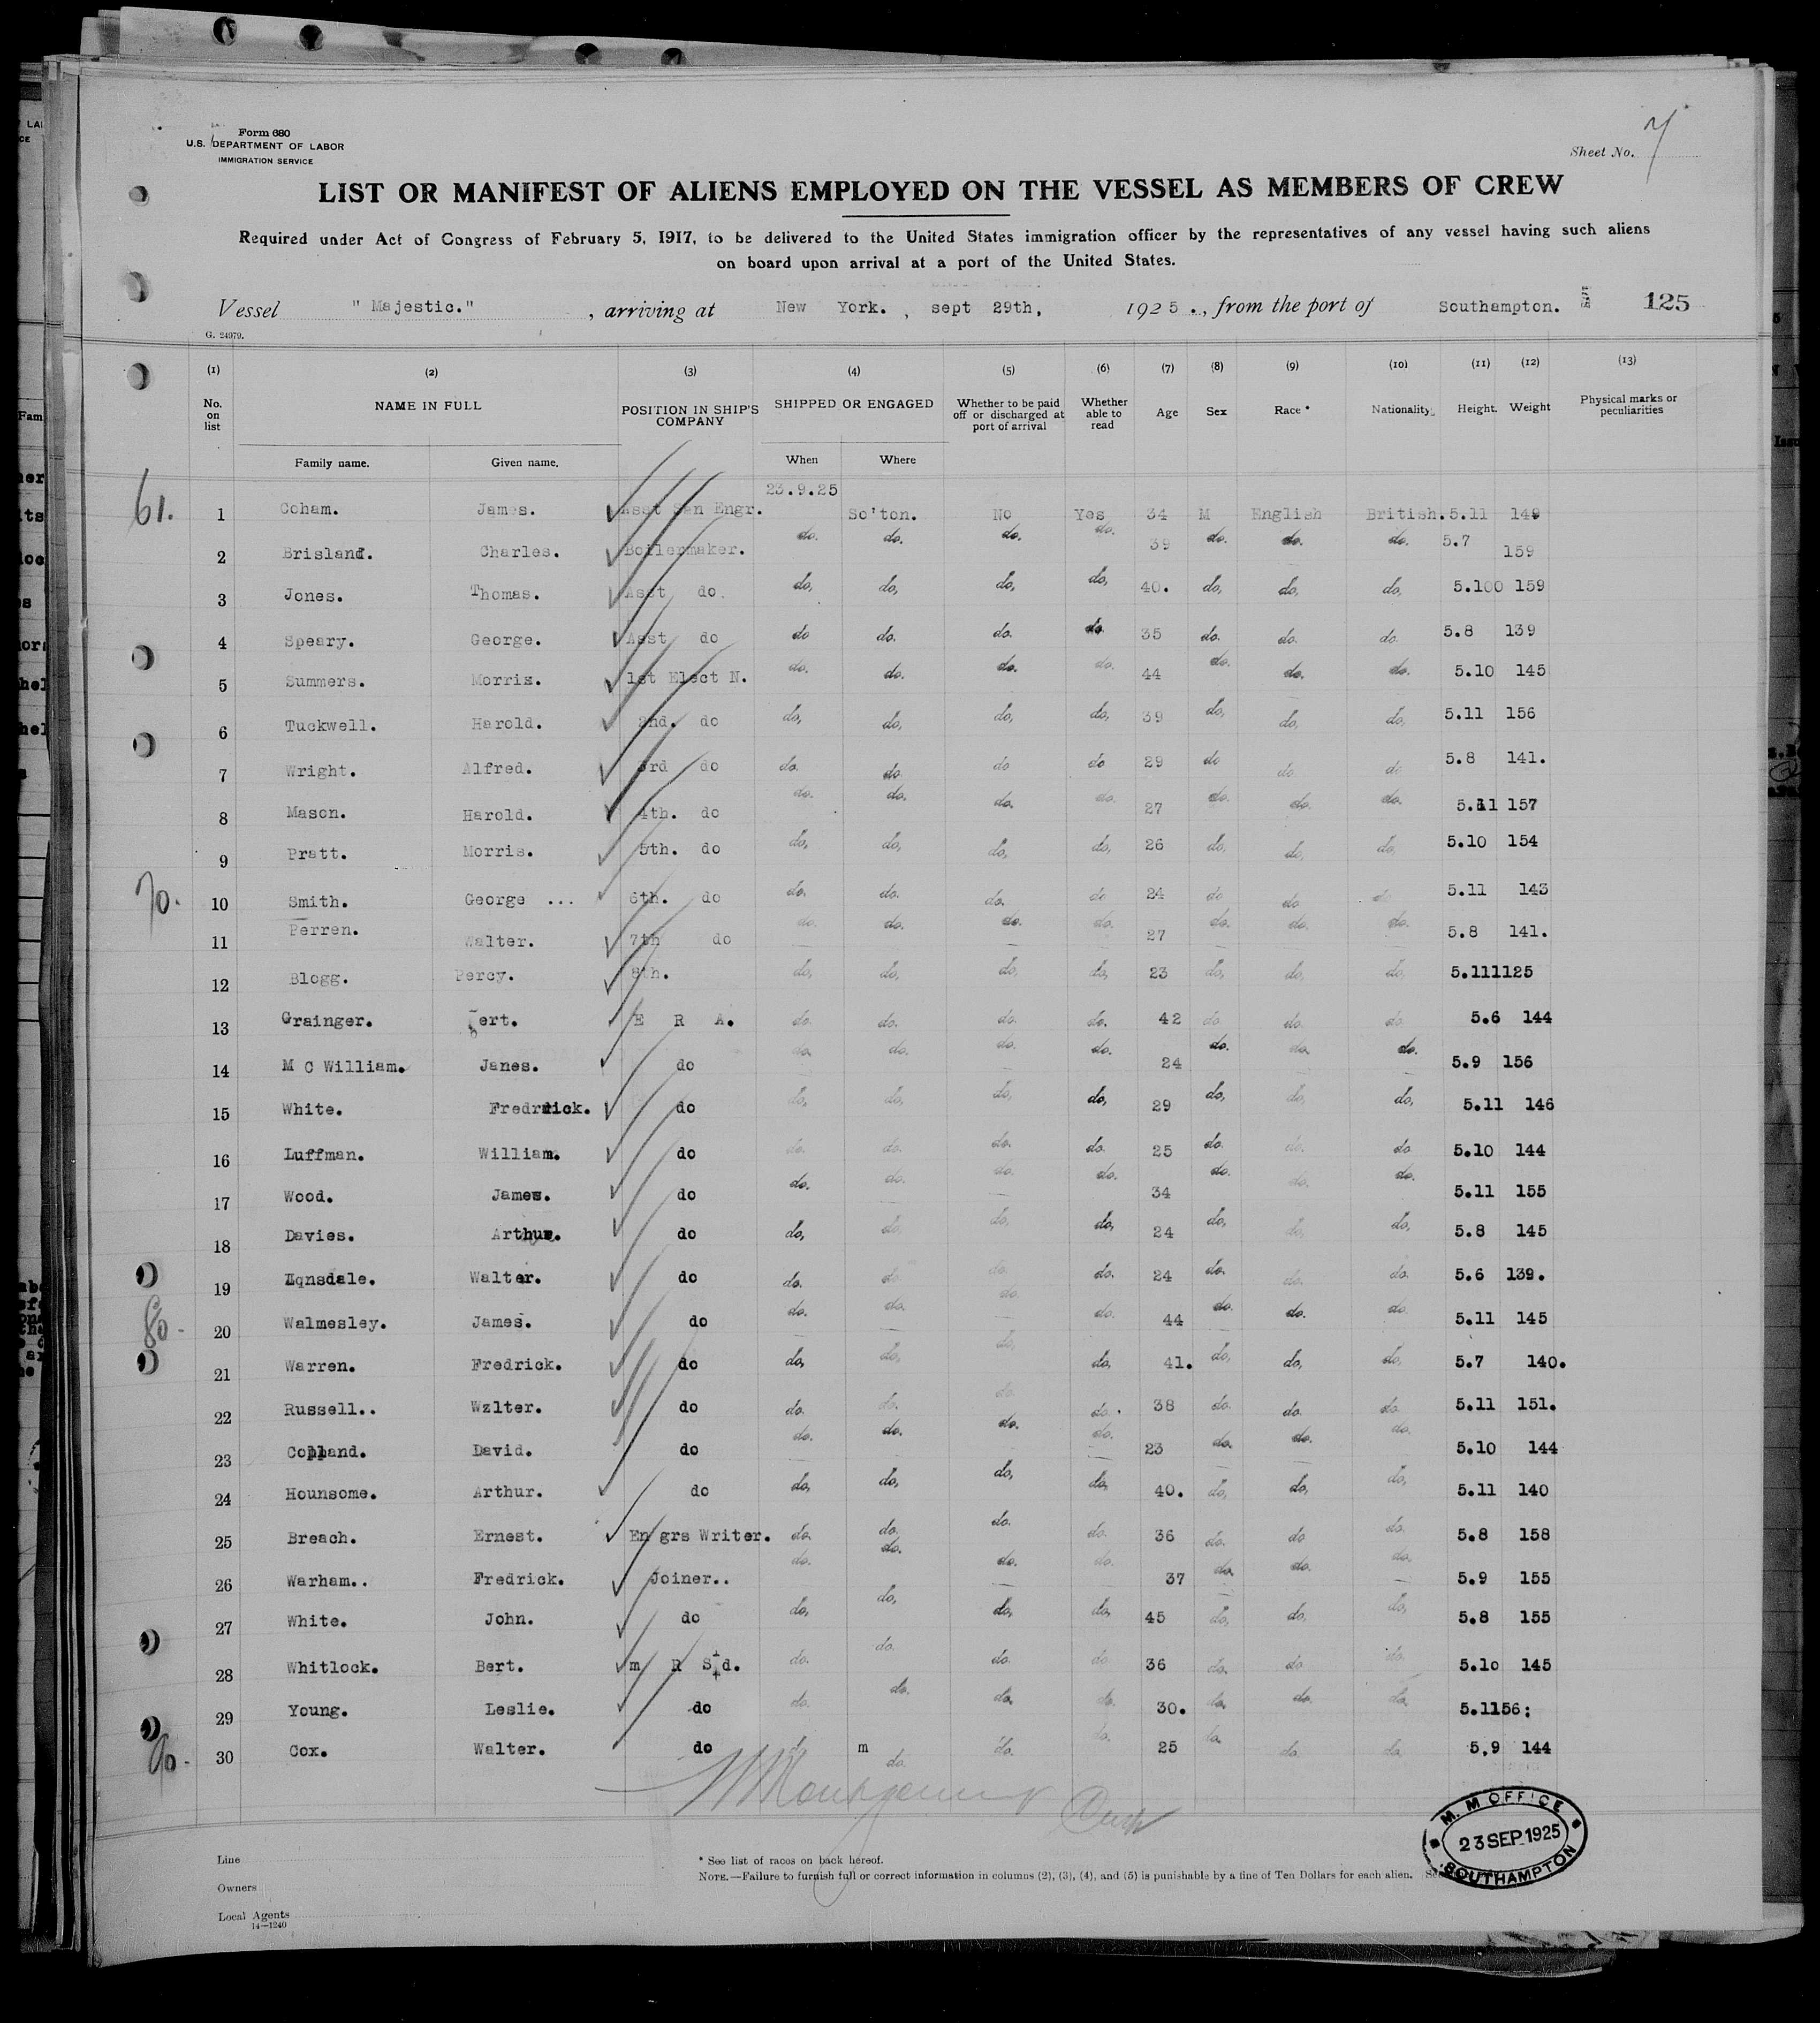 Form 680
U.S. DEPARTMENT OF LABOR
IMMIGRATION SERVICE
Sheet No. 7
LIST OR MANIFEST OF ALIENS EMPLOYED ON THE VESSEL AS MEMBERS OF CREW
Required under Act of Congress of February 5, 1917, to be delivered to the United States immigration officer by the representatives of any vessel having such aliens
on board upon arrival at a port of the United States.
Vessel " Majestic." , arriving at New York. , sept 29th, 1925 ., from the port of Southampton. 125
G. 24979.
(1) (2) (3) (4) (5) (6) (7) (8) (9) (10) (11) (12) (13)
No. on list NAME IN FULL POSITION IN SHIP'S COMPANY SHIPPED OR ENGAGED Whether to be paid off or discharged at port of arrival Whether able to read Age Sex Race * Nationality. Height. Weight Physical marks or peculiarities
Family name. Given name. When Where
23.9.25
61. 1 Coham. James. Asst San Engr. So'ton. No Yes 34 M English British. 5.11 149
2 Brisland. Charles. Boilermaker. do. do. do. do. 39 do. do. do. 5.7 159
3 Jones. Thomas. Asst do. do, do, do, do, 40. do, do, do, 5.100 159
4 Speary. George. Asst do do do. do. do. 35 do. do. do. 5.8 139
5 Summers. Morris. 1st Elect N. do. do. do. do. 44 do. do. do. 5.10 145
6 Tuckwell. Harold. 2nd. do do, do, do, do, 39 do, do, do, 5.11 156
7 Wright. Alfred. 3rd do do. do. do do 29 do do. do 5.8 141.
8 Mason. Harold. 4th. do do. do. do. do. 27 do. do. do. 5.11 157
9 Pratt. Morris. 5th. do do, do, do, do, 26 do. do, do, 5.10 154
70. 10 Smith. George ... 6th. do do. do. do. do 24 do do do 5.11 143
11 Perren. Walter. 7th do do. do. do. do. 27 do. do. do. 5.8 141.
12 Blogg. Percy. 8th. do, do, do, do, 23 do, do, do, 5.111125
13 Grainger. Bert. E R A. do. do. do. do. 42 do. do. do. 5.6 144
14 M C William. Janes. do do. do. do. do. 24 do. do. do. 5.9 156
15 White. Fredrick. do do, do, do, do, 29 do, do, do, 5.11 146
16 Luffman. William. do do. do. do. do. 25 do. do. do 5.10 144
17 Wood. James. do do. do. do. do. 34 do. do. do. 5.11 155
18 Davies. Arthur. do do, do, do, do, 24 do, do, do, 5.8 145
19 Lonsdale. Walter. do do. do do. do. 24 do. do. do. 5.6 139.
80. 20 Walmesley. James. do do. do. do. do. 44 do. do. do. 5.11 145
21 Warren. Fredrick. do do, do, do, do, 41. do, do, do, 5.7 140.
22 Russell.. Wzlter. do do. do. do. do. 38 do. do. do. 5.11 151.
23 Copland. David. do do. do. do. do. 23 do. do. do. 5.10 144
24 Hounsome. Arthur. do do, do, do, do, 40. do, do, do, 5.11 140
25 Breach. Ernest. Engrs Writer. do. do. do. do. 36 do. do do. 5.8 158
26 Warham.. Fredrick. Joiner.. do. do. do. do. 37 do. do. do. 5.9 155
27 White. John. do do, do, do, do, 45 do, do, do, 5.8 155
28 Whitlock. Bert. m R Std. do. do. do. do 36 do. do do. 5.10 145
29 Young. Leslie. do do. do. do. do. 30. do. do. do. 5.1156:
90. 30 Cox. Walter. do d. m do. do. do. 25 do. do. do. 5.9 144
M. M OFFICE
23 SEP 1925
SOUTHAMPTON
Line
Owners
Local Agents
14—1240
* See list of races on back hereof.
NOTE.—Failure to furnish full or correct information in columns (2), (3), (4), and (5) is punishable by a fine of Ten Dollars for each alien.